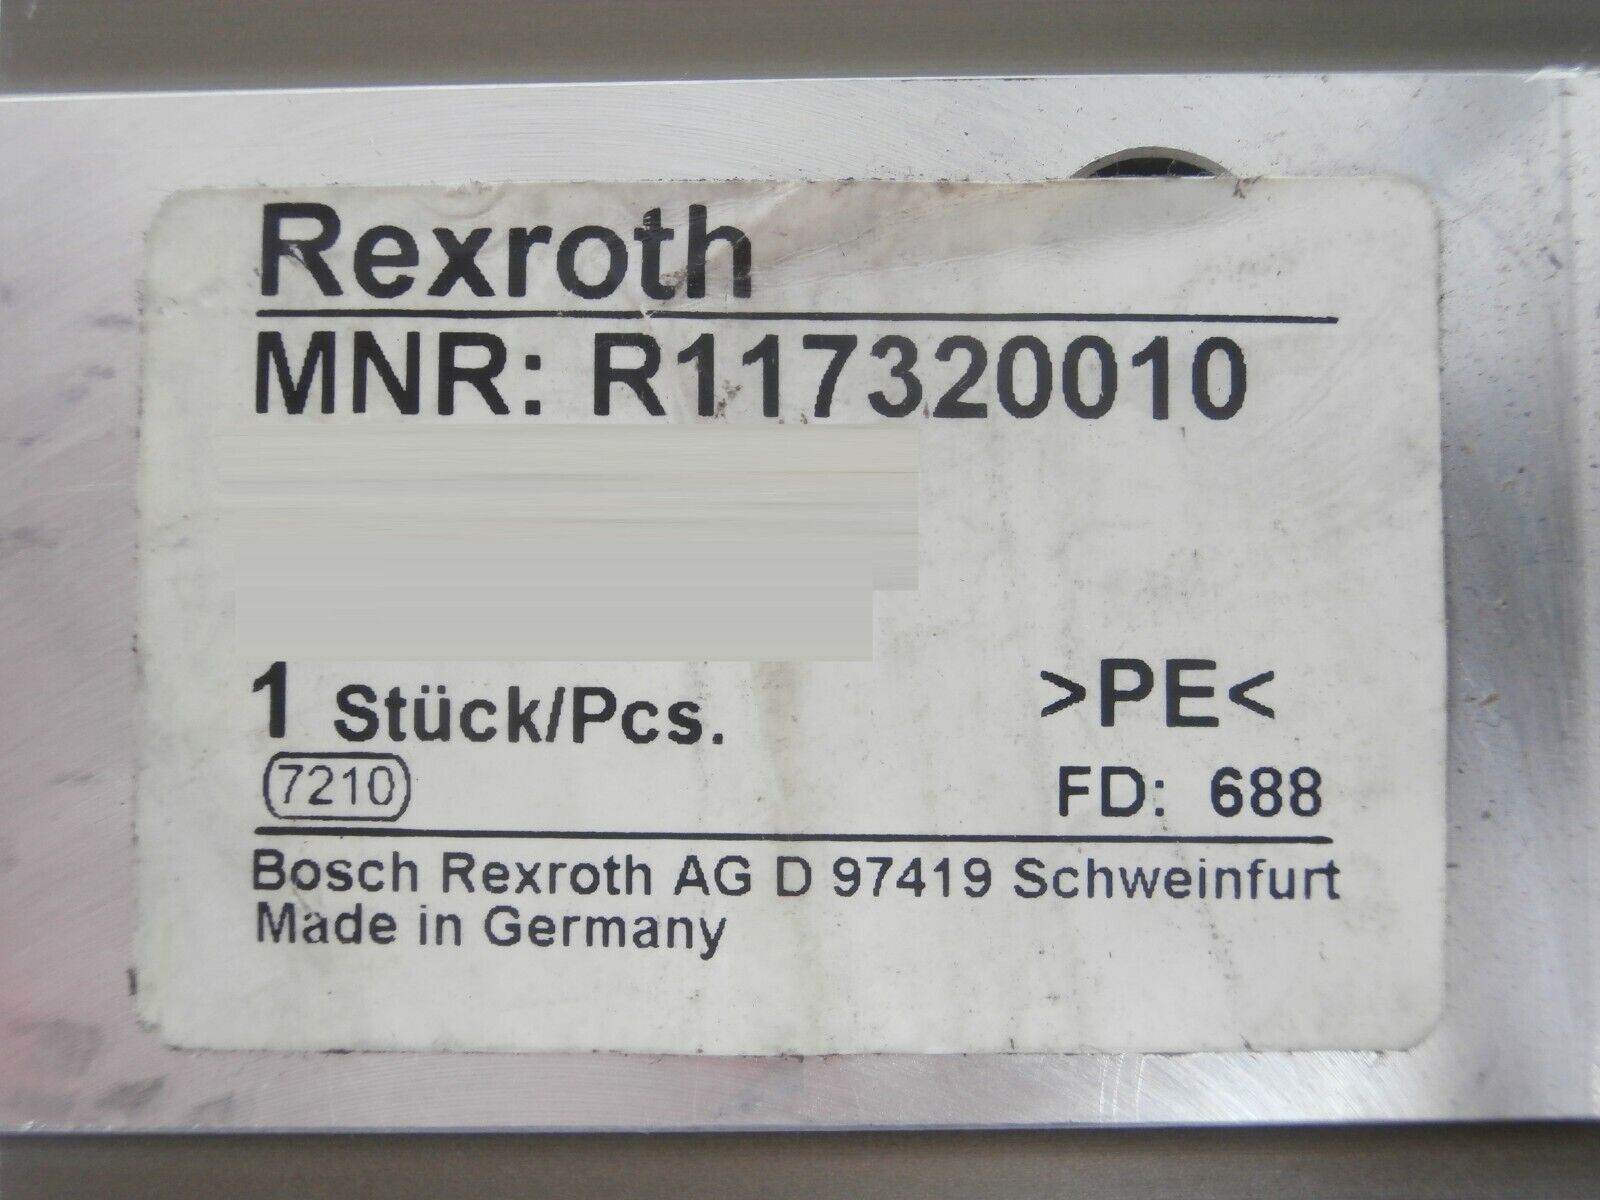 Rexroth
MNR: R117320010
1 Stück/Pcs.
>PE<
7210
FD: 688
Bosch Rexroth AG D 97419 Schweinfurt
Made in Germany